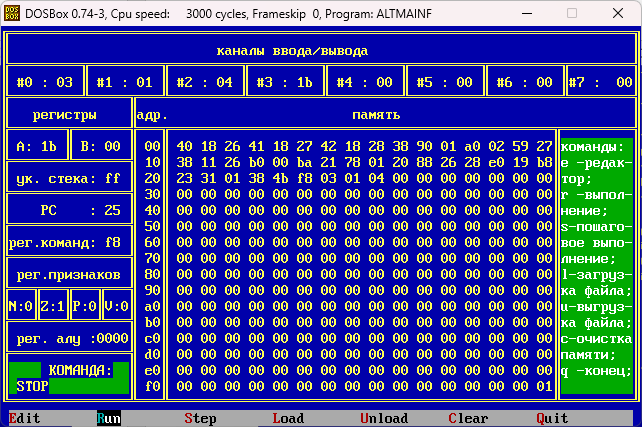 DOSBox 0.74-3, Cpu speed: 3000 cycles, Frameskip 0, Program: ALTMAINF
каналы ввода/вывода
#0 : 03 #1 : 01 #2 : 04 #3 : 1b #4 : 00 #5 : 00 #6 : 00 #7 : 00
регистры адр. память
A: 1b B: 00
ук. стека: ff
PC : 25
рег.команд: f8
рег.признаков
N:0 Z:1 P:0 V:0
рег. алу :0000
КОМАНДА:
STOP
00 40 18 26 41 18 27 42 18 28 38 90 01 a0 02 59 27
10 38 11 26 b0 00 ba 21 78 01 20 88 26 28 e0 19 b8
20 23 31 01 38 4b f8 03 01 04 00 00 00 00 00 00 00
30 00 00 00 00 00 00 00 00 00 00 00 00 00 00 00 00
40 00 00 00 00 00 00 00 00 00 00 00 00 00 00 00 00
50 00 00 00 00 00 00 00 00 00 00 00 00 00 00 00 00
60 00 00 00 00 00 00 00 00 00 00 00 00 00 00 00 00
70 00 00 00 00 00 00 00 00 00 00 00 00 00 00 00 00
80 00 00 00 00 00 00 00 00 00 00 00 00 00 00 00 00
90 00 00 00 00 00 00 00 00 00 00 00 00 00 00 00 00
a0 00 00 00 00 00 00 00 00 00 00 00 00 00 00 00 00
b0 00 00 00 00 00 00 00 00 00 00 00 00 00 00 00 00
c0 00 00 00 00 00 00 00 00 00 00 00 00 00 00 00 00
d0 00 00 00 00 00 00 00 00 00 00 00 00 00 00 00 00
e0 00 00 00 00 00 00 00 00 00 00 00 00 00 00 00 00
f0 00 00 00 00 00 00 00 00 00 00 00 00 00 00 00 01
команды:
e -редак-
тор;
r -выпол-
нение;
s-пошаго-
вое выпо-
лнение;
l-загруз-
ка файла;
u-выгруз-
ка файла;
c-очистка
памяти;
q -конец;
Edit Run Step Load Unload Clear Quit